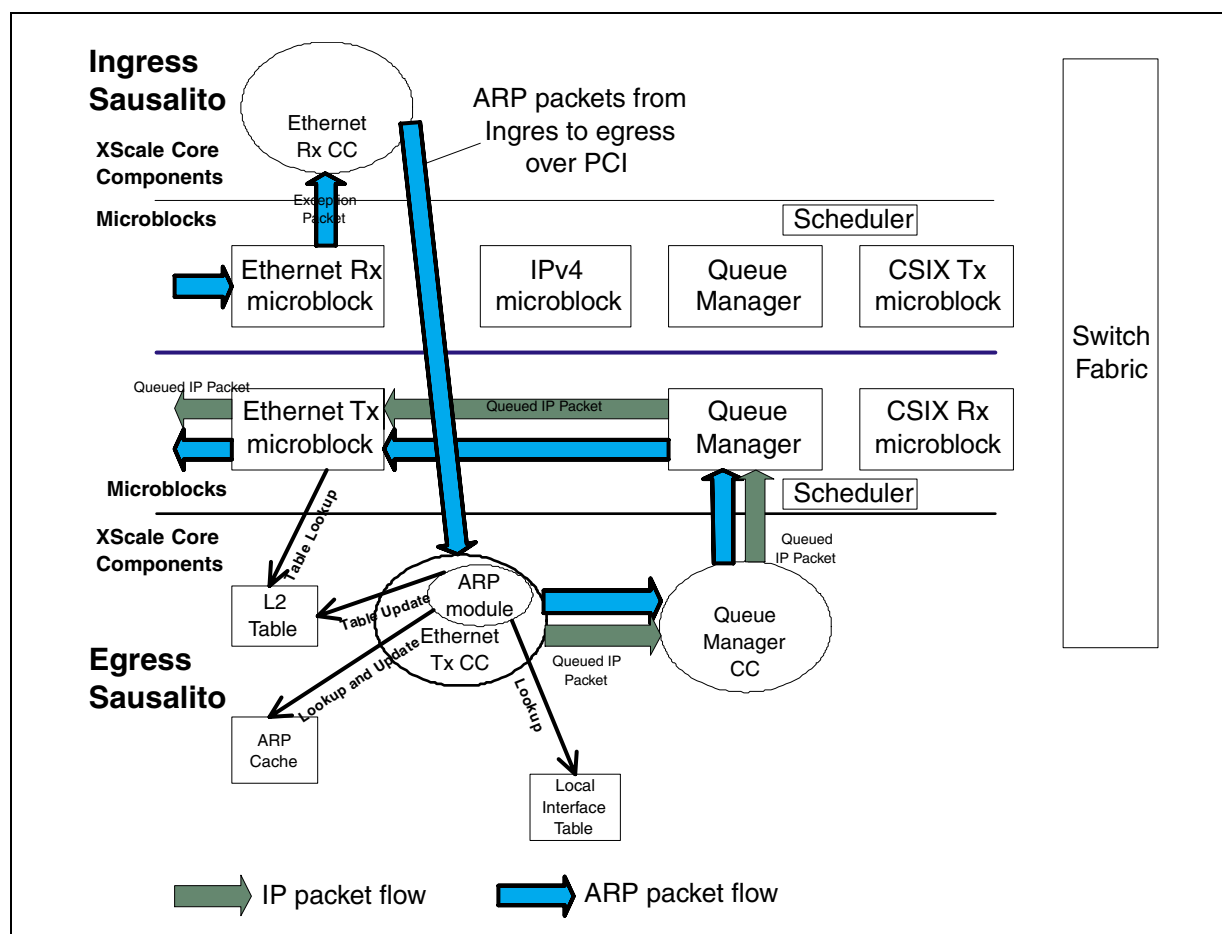 Ingress
Sausalito
XScale Core
Components
Microblocks
Ethernet
Rx CC
ARP packets from
Ingres to egress
over PCI
Exception
Packet
Scheduler
Ethernet Rx
microblock
IPv4
microblock
Queue
Manager
CSIX Tx
microblock
Switch
Fabric
Queued IP Packet
Ethernet Tx
microblock
Queued IP Packet
Queue
Manager
CSIX Rx
microblock
Microblocks
Scheduler
XScale Core
Components
Table Lookup
Queued
IP Packet
L2
Table
Table Update
ARP
module
Ethernet
Tx CC
Queue
Manager
CC
Queued IP
Packet
Egress
Sausalito
Lookup and Update
Lookup
ARP
Cache
Local
Interface
Table
IP packet flow
ARP packet flow